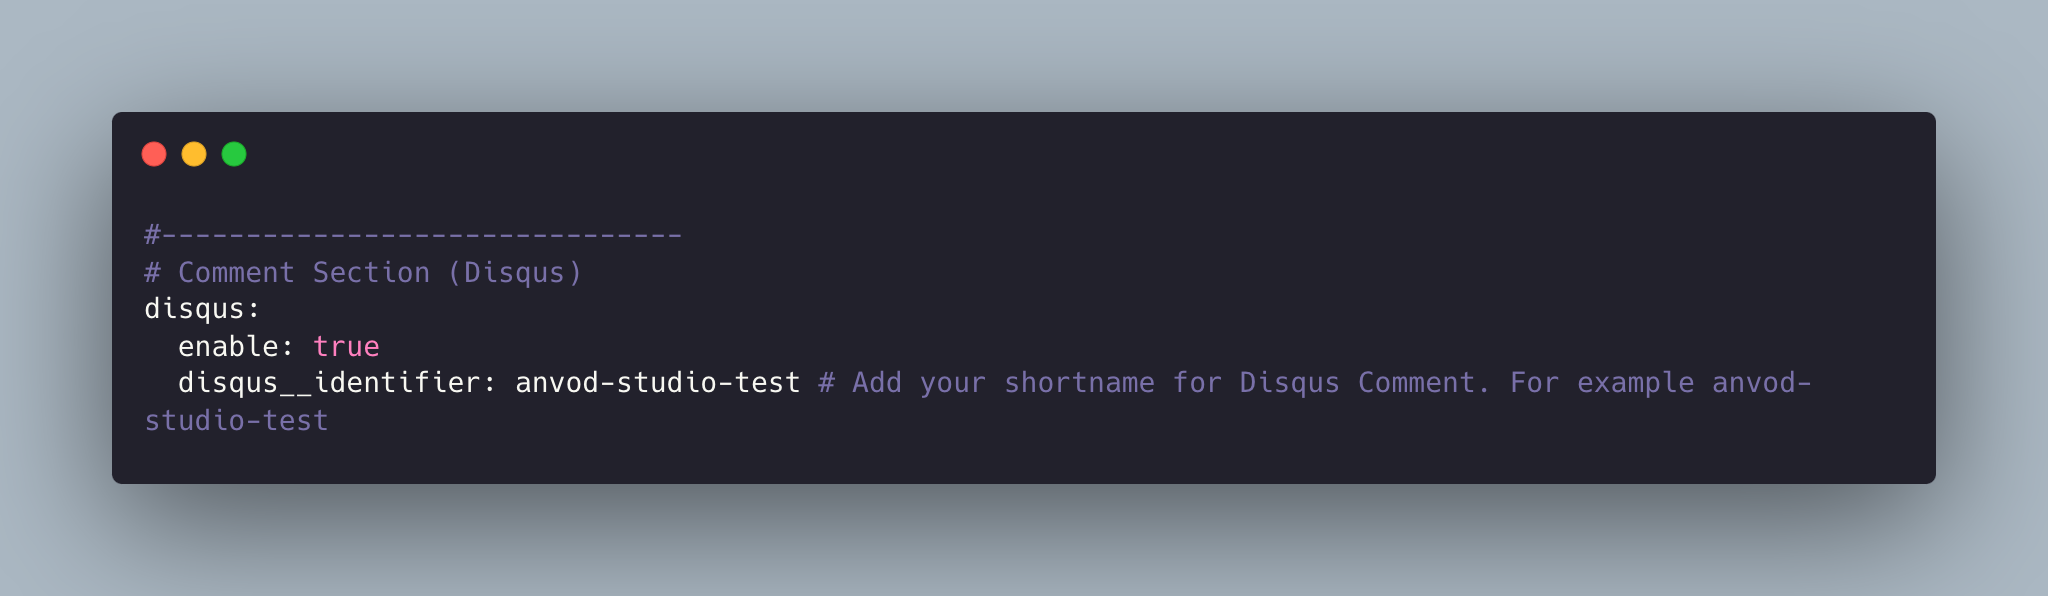 #-------------------------------
# Comment Section (Disqus)
disqus:
  enable: true
  disqus__identifier: anvod-studio-test # Add your shortname for Disqus Comment. For example anvod-
studio-test